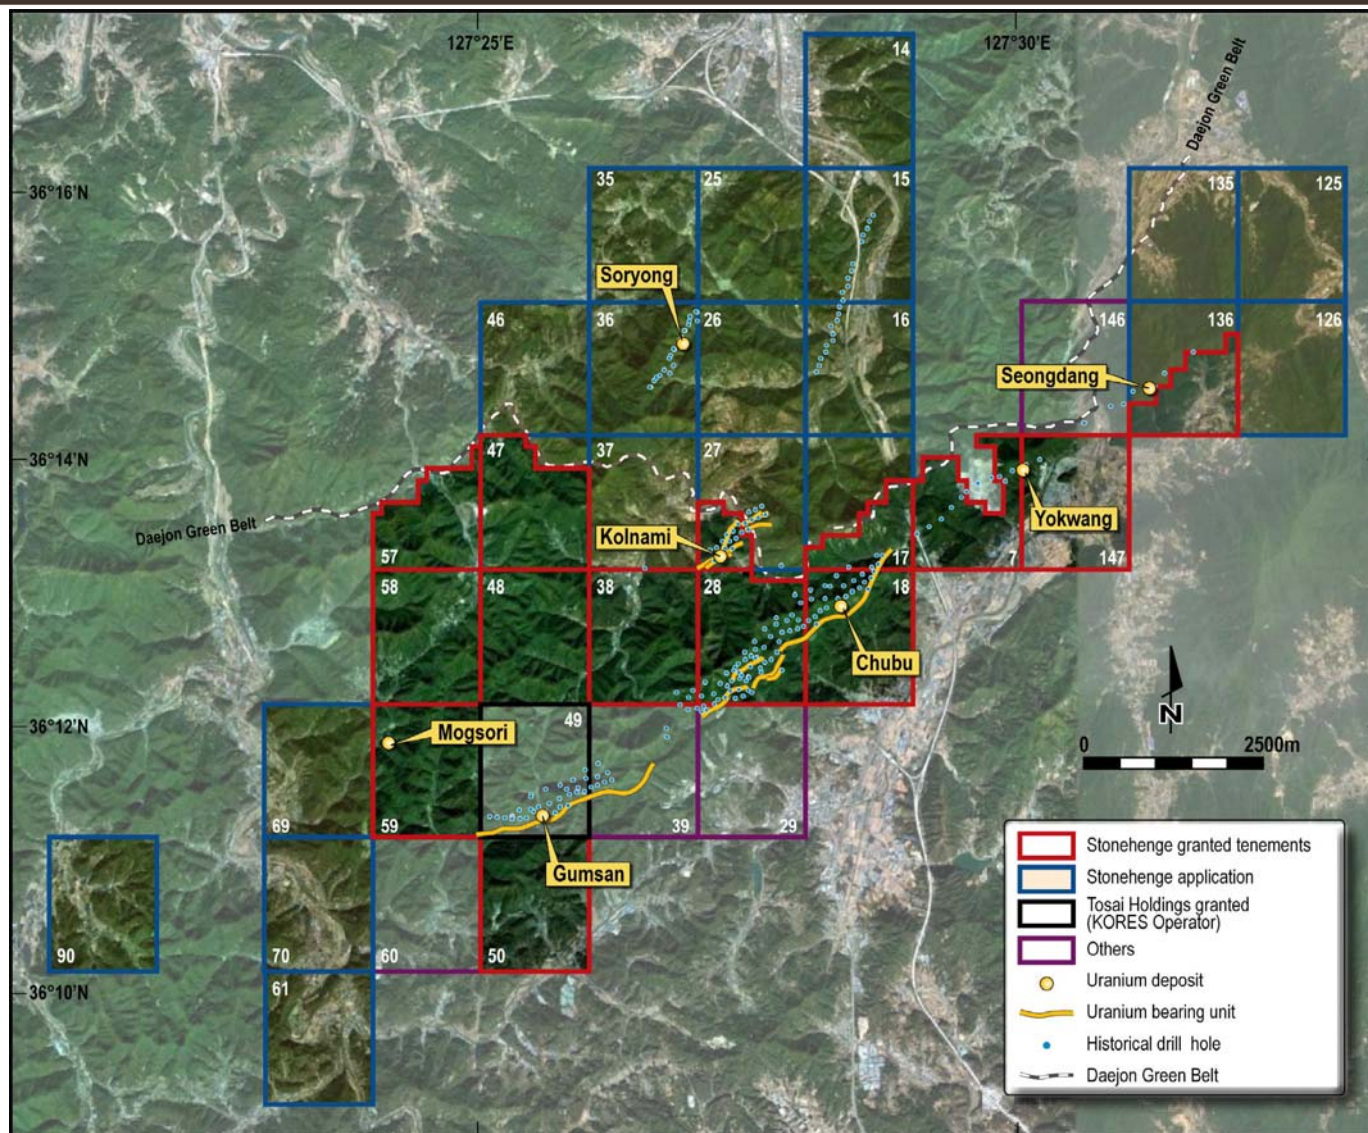 127°25'E
127°30'E
14
Daejon Green Belt
36°16'N
35
25
15
135
125
Soryong
46
36
26
16
146
136
126
Seongdang
36°14'N
47
37
27
Daejon Green Belt
Kolnami
Yokwang
57
17
7
147
58
48
38
28
18
Chubu
36°12'N
49
Mogsori
69
59
39
29
Gumsan
90
70
60
50
36°10'N
61
N
0
2500m
Stonehenge granted tenements
Stonehenge application
Tosai Holdings granted
(KORES Operator)
Others
Uranium deposit
Uranium bearing unit
Historical drill hole
Daejon Green Belt